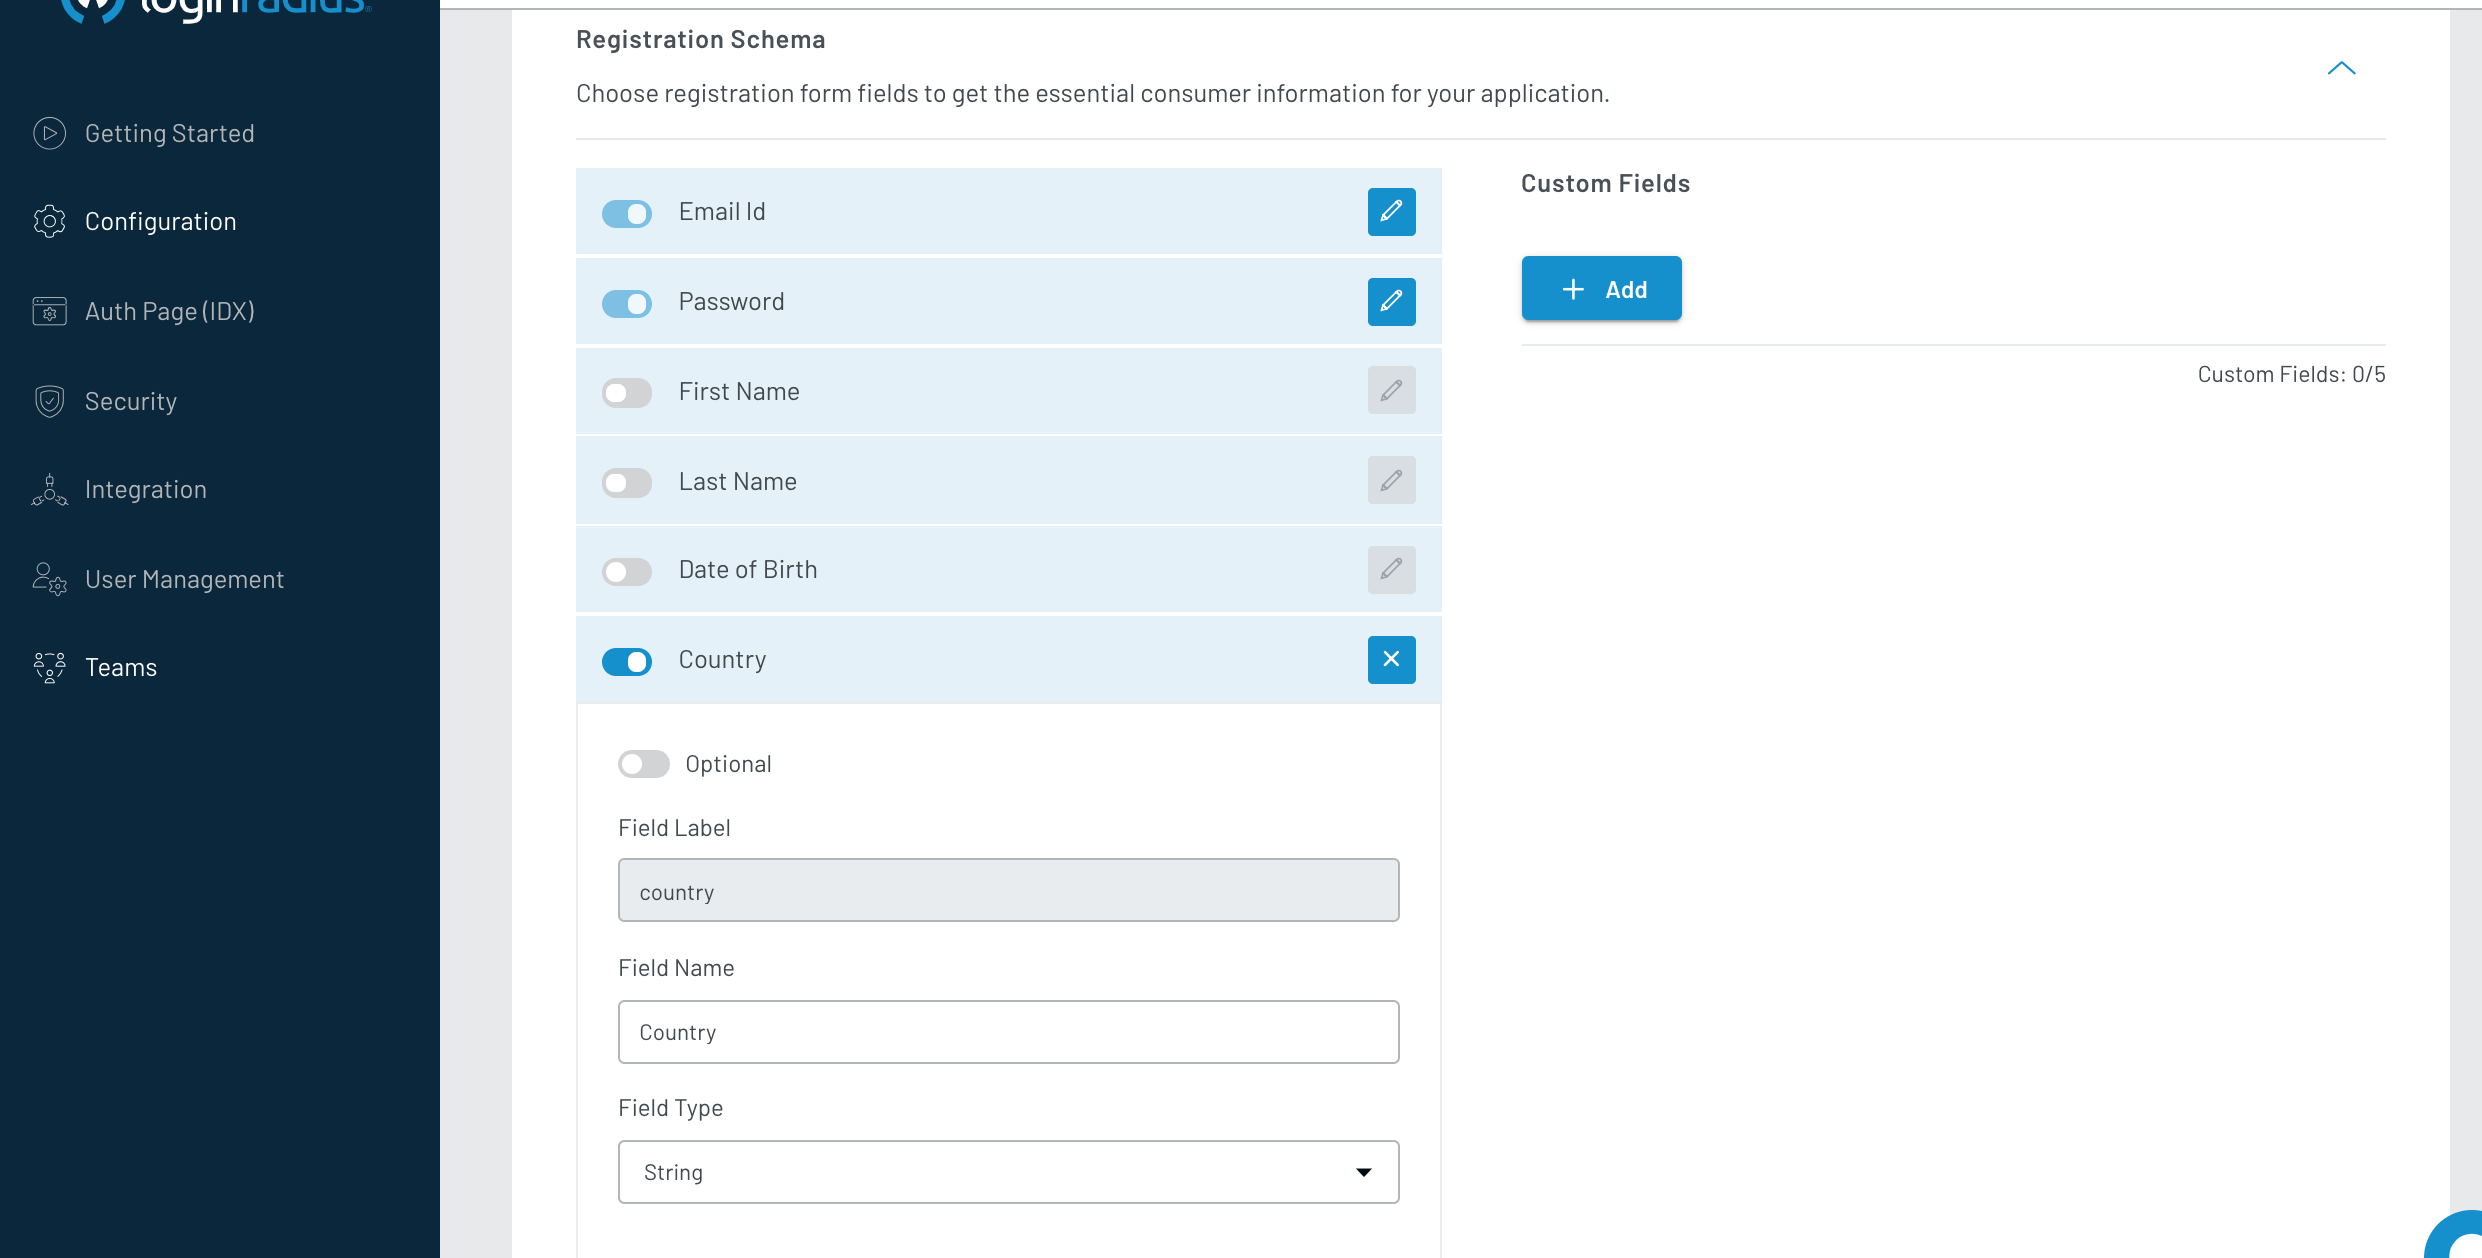 loginradius
Getting Started
Configuration
Auth Page (IDX)
Security
Integration
User Management
Teams
Registration Schema
Choose registration form fields to get the essential consumer information for your application.
Email Id
Password
First Name
Last Name
Date of Birth
Country
Optional
Field Label
country
Field Name
Country
Field Type
String
Custom Fields
+ Add
Custom Fields: 0/5